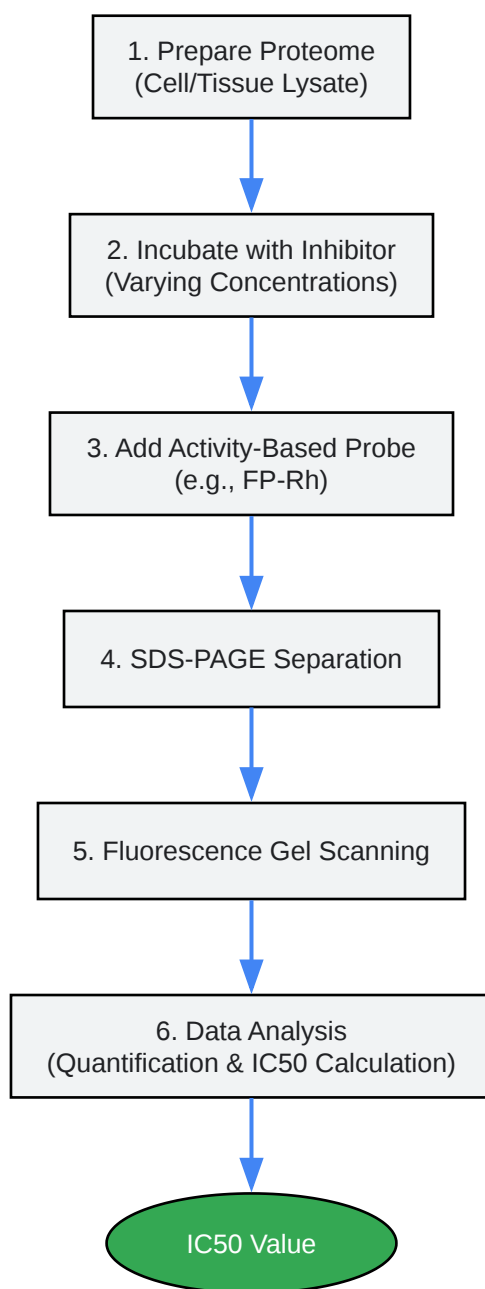 1. Prepare Proteome
(Cell/Tissue Lysate)
2. Incubate with Inhibitor
(Varying Concentrations)
3. Add Activity-Based Probe
(e.g., FP-Rh)
4. SDS-PAGE Separation
5. Fluorescence Gel Scanning
6. Data Analysis
(Quantification & IC50 Calculation)
IC50 Value